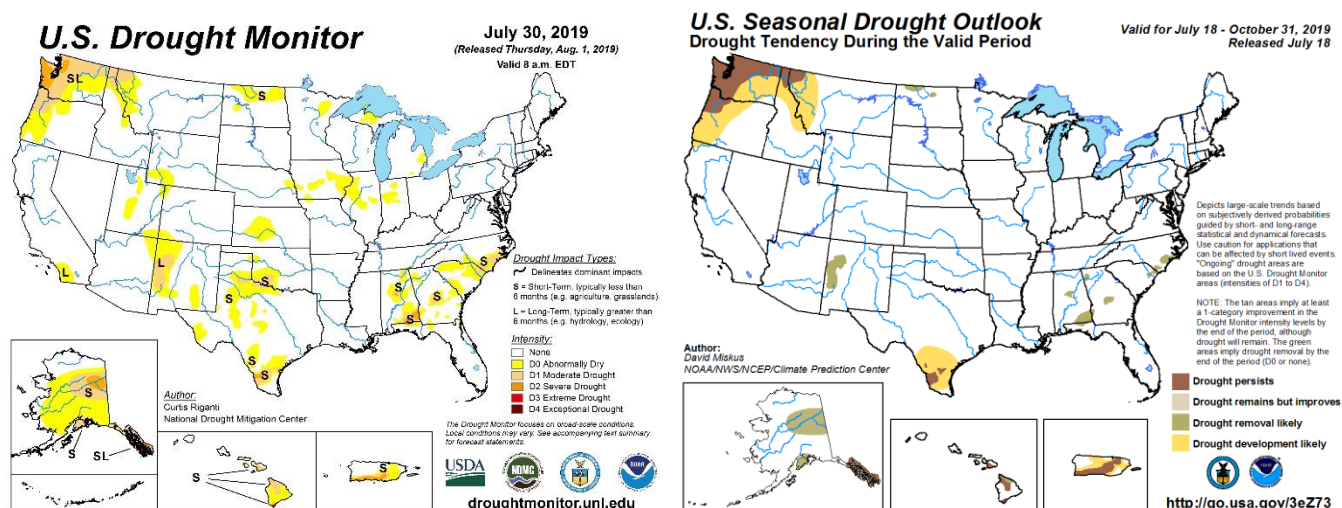 U.S. Drought Monitor
July 30, 2019
(Released Thursday, Aug. 1, 2019)
Valid 8 a.m. EDT
SL
S
L
L
S
S
S
S
S
S
S
S
S
SL
S
S
Drought Impact Types:
Delineates dominant impacts
S = Short-Term, typically less than
6 months (e.g. agriculture, grasslands)
L = Long-Term, typically greater than
6 months (e.g. hydrology, ecology)
Intensity:
None
D0 Abnormally Dry
D1 Moderate Drought
D2 Severe Drought
D3 Extreme Drought
D4 Exceptional Drought
Author:
Curtis Riganti
National Drought Mitigation Center
The Drought Monitor focuses on broad-scale conditions.
Local conditions may vary. See accompanying text summary
for forecast statements.
USDA
NDMC
NOAA
droughtmonitor.unl.edu
U.S. Seasonal Drought Outlook
Drought Tendency During the Valid Period
Valid for July 18 - October 31, 2019
Released July 18
Depicts large-scale trends based
on subjectively derived probabilities
guided by short- and long-range
statistical and dynamical forecasts.
Use caution for applications that
can be affected by short lived events.
"Ongoing" drought areas are
based on the U.S. Drought Monitor
areas (intensities of D1 to D4).
NOTE: The tan areas imply at least
a 1-category improvement in the
Drought Monitor intensity levels by
the end of the period, although
drought will remain. The green
areas imply drought removal by the
end of the period (D0 or none).
Author:
David Miskus
NOAA/NWS/NCEP/Climate Prediction Center
Drought persists
Drought remains but improves
Drought removal likely
Drought development likely
NOAA
http://go.usa.gov/3eZ73